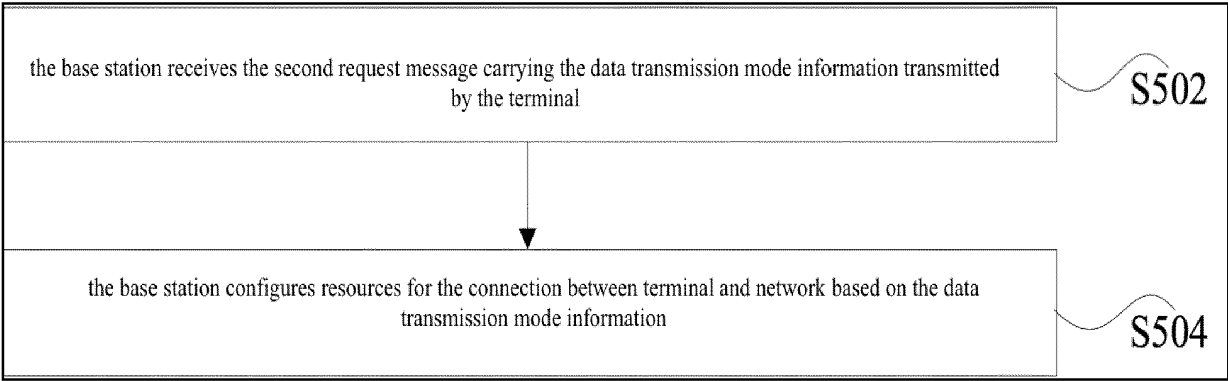 the base station receives the second request message carrying the data transmission mode information transmitted
by the terminal
S502
the base station configures resources for the connection between terminal and network based on the data
transmission mode information
S504